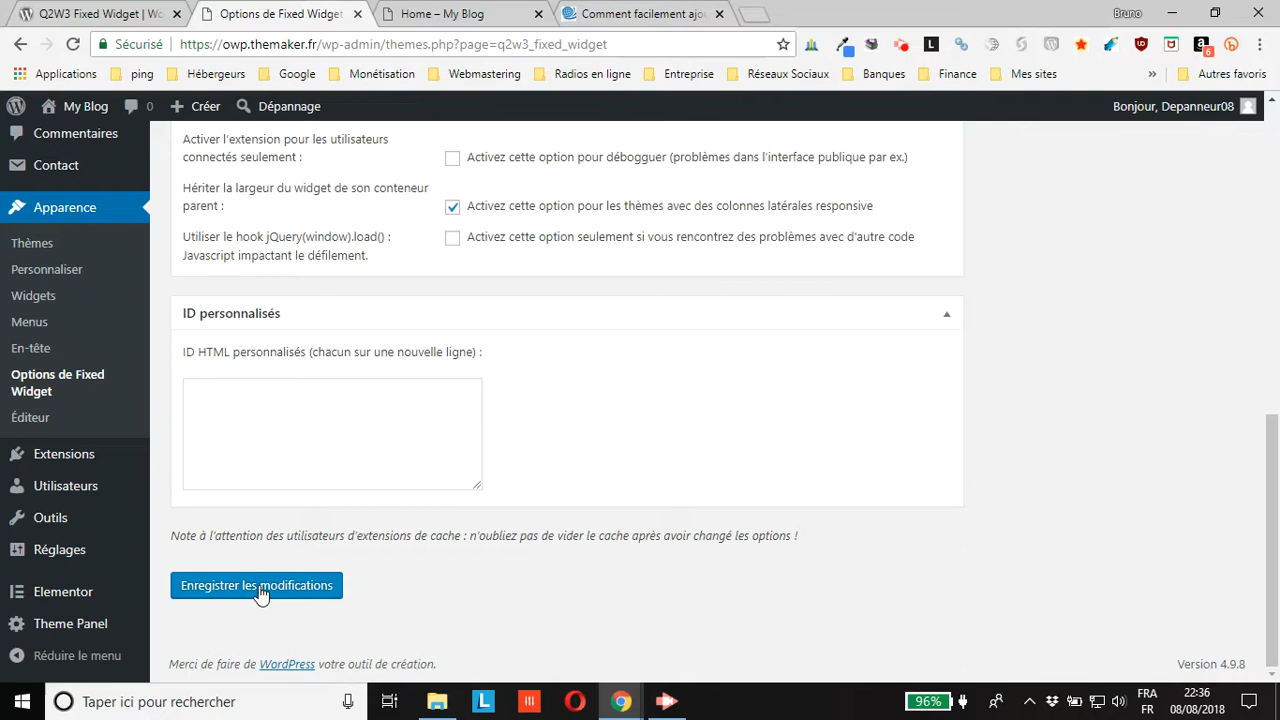 Q2W3 Fixed Widget | Wo
Options de Fixed Widget
Home – My Blog
Comment facilement ajou
Bruno
Sécurisé
https://owp.themaker.fr/wp-admin/themes.php?page=q2w3_fixed_widget
Applications
ping
Hébergeurs
Google
Monétisation
Webmastering
Radios en ligne
Entreprise
Réseaux Sociaux
Banques
Finance
Mes sites
»
Autres favoris
My Blog
0
Créer
Dépannage
Bonjour, Depanneur08
Commentaires
Contact
Apparence
Thèmes
Personnaliser
Widgets
Menus
En-tête
Options de Fixed
Widget
Éditeur
Extensions
Utilisateurs
Outils
Réglages
Elementor
Theme Panel
Réduire le menu
Activer l'extension pour les utilisateurs
connectés seulement :
Activez cette option pour débogguer (problèmes dans l'interface publique par ex.)
Hériter la largeur du widget de son conteneur
parent :
Activez cette option pour les thèmes avec des colonnes latérales responsive
Utiliser le hook jQuery(window).load() :
Activez cette option seulement si vous rencontrez des problèmes avec d'autre code
Javascript impactant le défilement.
ID personnalisés
ID HTML personnalisés (chacun sur une nouvelle ligne) :
Note à l'attention des utilisateurs d'extensions de cache : n'oubliez pas de vider le cache après avoir changé les options !
Enregistrer les modifications
Merci de faire de WordPress votre outil de création.
Version 4.9.8
Taper ici pour rechercher
96%
FRA
FR
22:36
08/08/2018